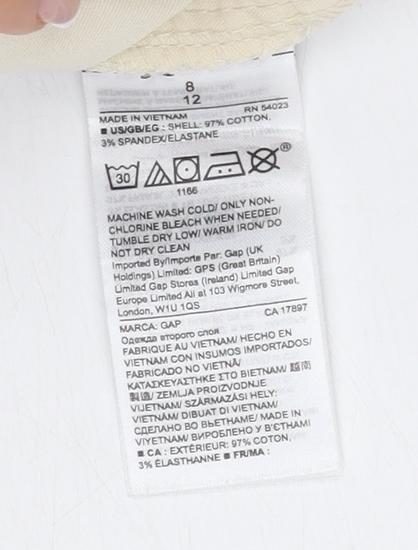 8
12
RN 54023
MADE IN VIETNAM
■ US/GB/EG : SHELL: 97% COTTON,
3% SPANDEX/ELASTANE
30
®
1166
MACHINE WASH COLD/ ONLY NON-
CHLORINE BLEACH WHEN NEEDED/
TUMBLE DRY LOW/ WARM IRON/ DO
NOT DRY CLEAN
Imported By/Importe Par: Gap (UK
Holdings) Limited: GPS (Great Britain)
Limited Gap Stores (Ireland) Limited Gap
Europe Limited All at 103 Wigmore Street,
London, W1U 1QS
CA 17897
MARCA: GAP
Одежда второго слоя
FABRIQUE AU VIETNAM/ HECHO EN
VIETNAM CON INSUMOS IMPORTADOS/
FABRICADO NO VIETNÃ/
ΚΑΤΑΣΚΕΥΑΣΤΗΚΕ ΣΤΟ ΒΙΕΤΝΑΜ/ 越南
製造/ ZEMLJA PROIZVODNJE:
VIJETNAM/ SZÁRMAZÁSI HELY:
VIETNÁM/ DIBUAT DI VIETNAM/
СДЕЛАНО ВО ВЬЕТНАМЕ/ MADE IN
VIYETNAM/ ВИРОБЛЕНО У В'ЄТНАМІ
■ CA : EXTÉRIEUR: 97% COTON,
3% ÉLASTHANNE ■ FR/MA :